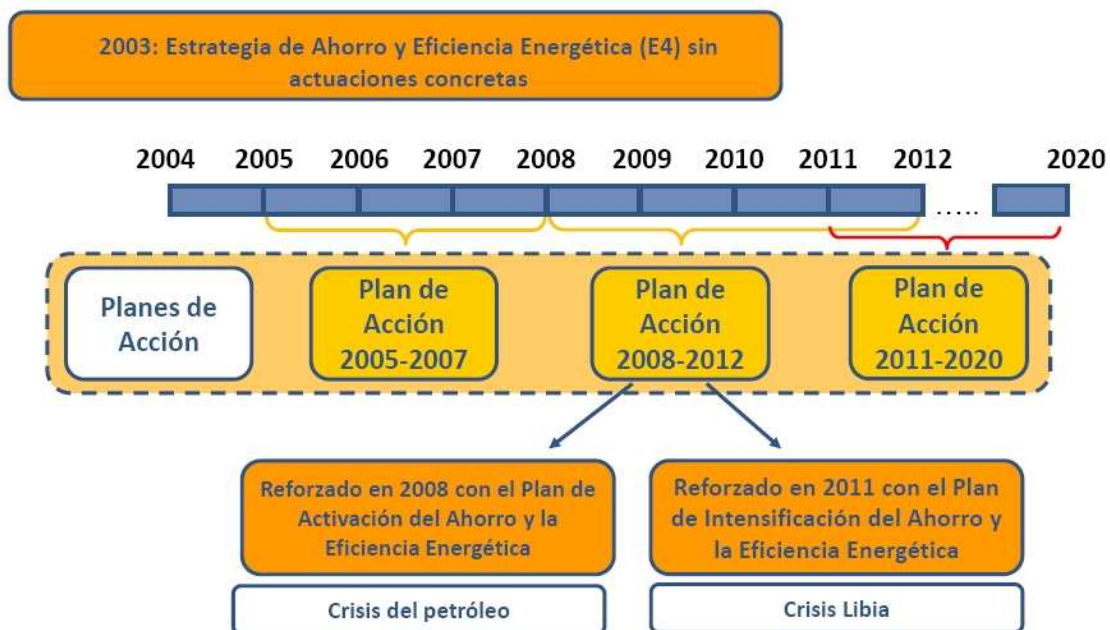 2003: Estrategia de Ahorro y Eficiencia Energética (E4) sin
actuaciones concretas
2004 2005 2006 2007 2008 2009 2010 2011 2012 2020
.....
Planes de
Acción
Plan de
Acción
2005-2007
Plan de
Acción
2008-2012
Plan de
Acción
2011-2020
Reforzado en 2008 con el Plan de
Activación del Ahorro y la
Eficiencia Energética
Reforzado en 2011 con el Plan
de Intensificación del Ahorro y
la Eficiencia Energética
Crisis del petróleo
Crisis Libia